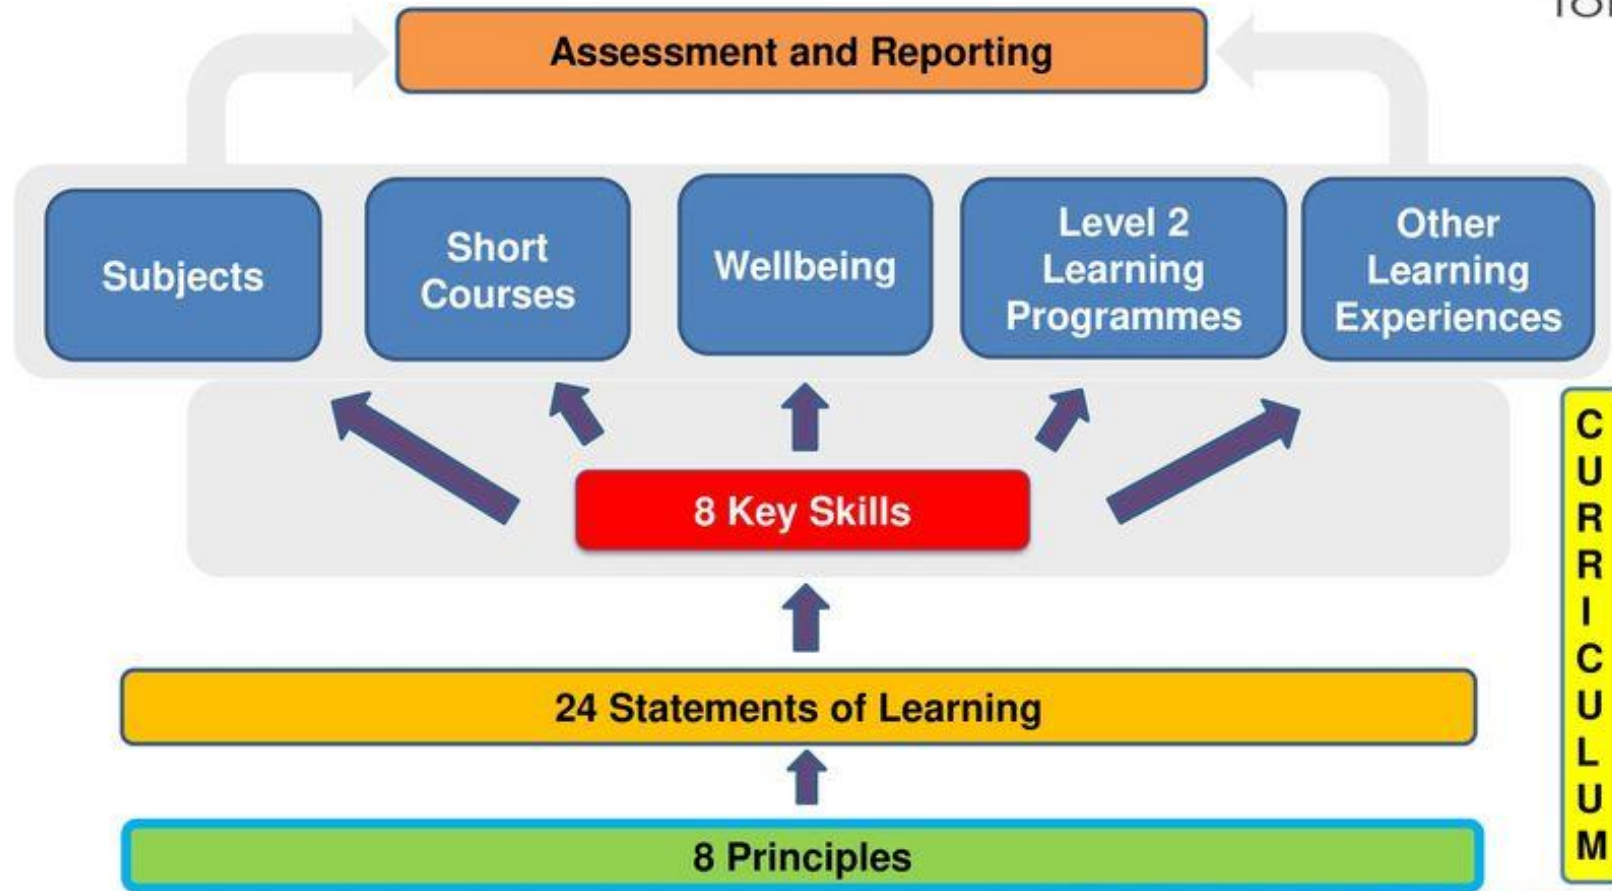 Assessment and Reporting
Subjects
Short
Courses
Wellbeing
Level 2
Learning
Programmes
Other
Learning
Experiences
8 Key Skills
24 Statements of Learning
8 Principles
C
U
R
R
I
C
U
L
U
M